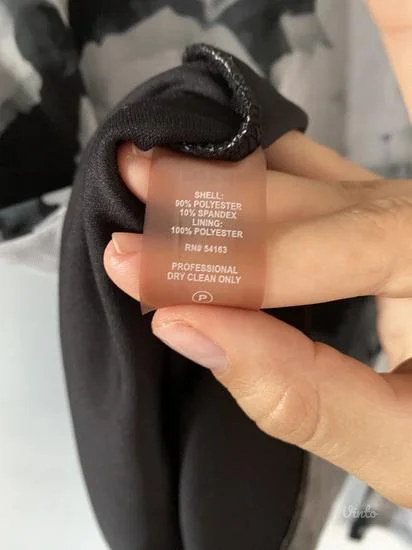 SHELL:
90% POLYESTER
10% SPANDEX
LINING:
100% POLYESTER
RN# 54163
PROFESSIONAL
DRY CLEAN ONLY
P